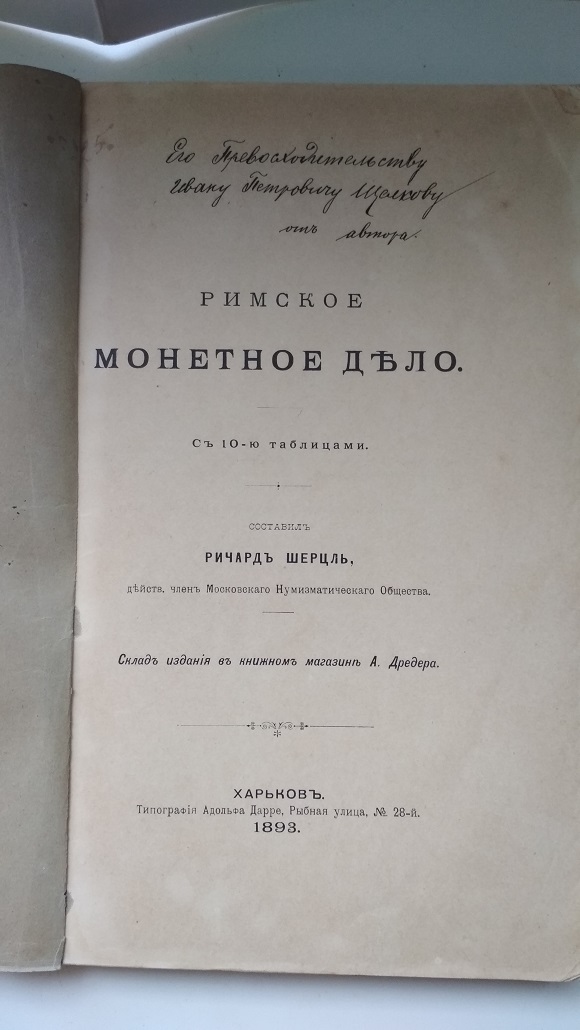 Его Превосходительству
Ивану Петровичу Щелкову
отъ автора.
РИМСКОЕ
МОНЕТНОЕ ДѢЛО.
Съ 10-ю таблицами.
СОСТАВИЛЪ
РИЧАРДЪ ШЕРЦЛЬ,
дѣйств. членъ Московскаго Нумизматическаго Общества.
Складъ изданія въ книжномъ магазинѣ А. Дредера.
ХАРЬКОВЪ.
Типографія Адольфа Дарре, Рыбная улица, № 28-й.
1893.